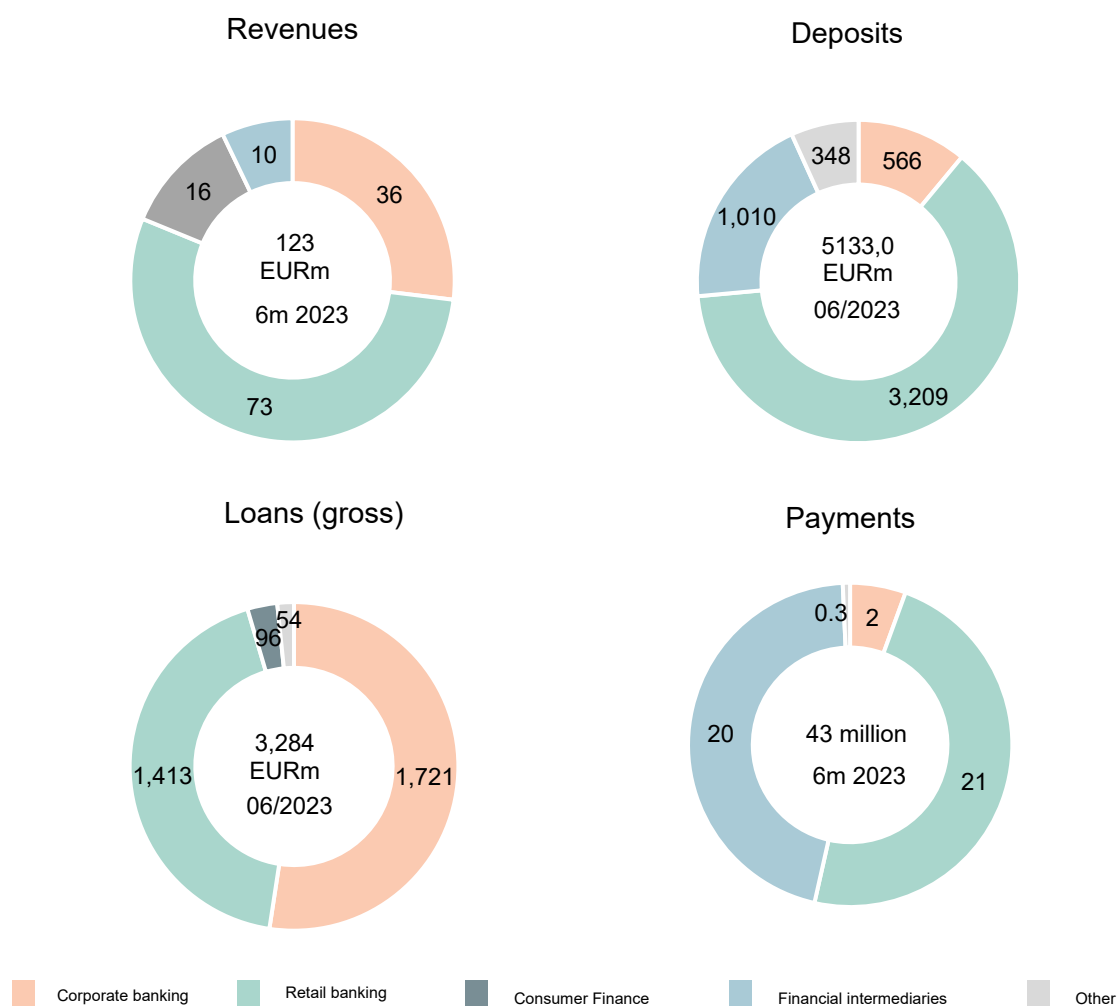 Revenues
10
36
16
123
EURm
6m 2023
73
Deposits
348
566
1,010
5133,0
EURm
06/2023
3,209
Loans (gross)
54
96
3,284
EURm
06/2023
1,413
1,721
Payments
0.3
2
20
43 million
6m 2023
21
Corporate banking
Retail banking
Consumer Finance
Financial intermediaries
Other